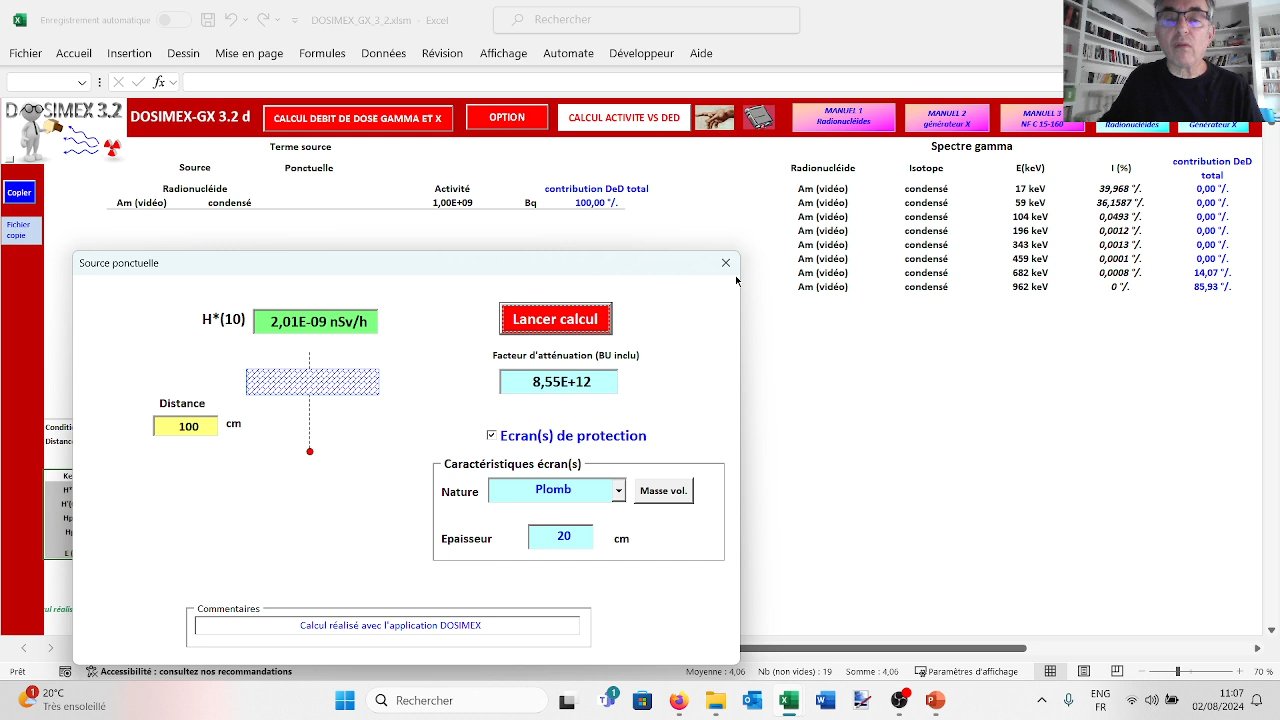 Enregistrement automatique
DOSIMEX_GX_3_2.xlsm - Excel
Rechercher
Fichier Accueil Insertion Dessin Mise en page Formules Données Révision Affichage Automate Développeur Aide
fx
DOSIMEX 3.2
DOSIMEX-GX 3.2 d
CALCUL DEBIT DE DOSE GAMMA ET X
OPTION
CALCUL ACTIVITE VS DED
MANUEL 1
Radionucléides
MANUEL 2
générateur X
MANUEL 3
NF-C 15-160
Radionucléides
Générateur X
Terme source
Spectre gamma
Source Ponctuelle
Radionucléide Isotope E(keV) I (%) contribution DeD
total
Copier
Radionucléide Activité contribution DeD total
Am (vidéo) condensé 1,00E+09 Bq 100,00 °/.
Fichier
copie
Am (vidéo) condensé 17 keV 39,968 °/. 0,00 °/.
Am (vidéo) condensé 59 keV 36,1587 °/. 0,00 °/.
Am (vidéo) condensé 104 keV 0,0493 °/. 0,00 °/.
Am (vidéo) condensé 196 keV 0,0012 °/. 0,00 °/.
Am (vidéo) condensé 343 keV 0,0013 °/. 0,00 °/.
Am (vidéo) condensé 459 keV 0,0001 °/. 0,00 °/.
Am (vidéo) condensé 682 keV 0,0008 °/. 14,07 °/.
Am (vidéo) condensé 962 keV 0 °/. 85,93 °/.
Source ponctuelle
H*(10) 2,01E-09 nSv/h
Lancer calcul
Facteur d'atténuation (BU inclu)
8,55E+12
Distance
100 cm
Ecran(s) de protection
Caractéristiques écran(s)
Nature Plomb Masse vol.
Epaisseur 20 cm
Commentaires
Calcul réalisé avec l'application DOSIMEX
Prêt
Accessibilité : consultez nos recommandations
Moyenne : 4,06 Nb (non vides) : 19 Somme : 4,06
Paramètres d'affichage
70 %
1
20°C
Très ensoleillé
Rechercher
1
ENG
FR
11:07
02/08/2024